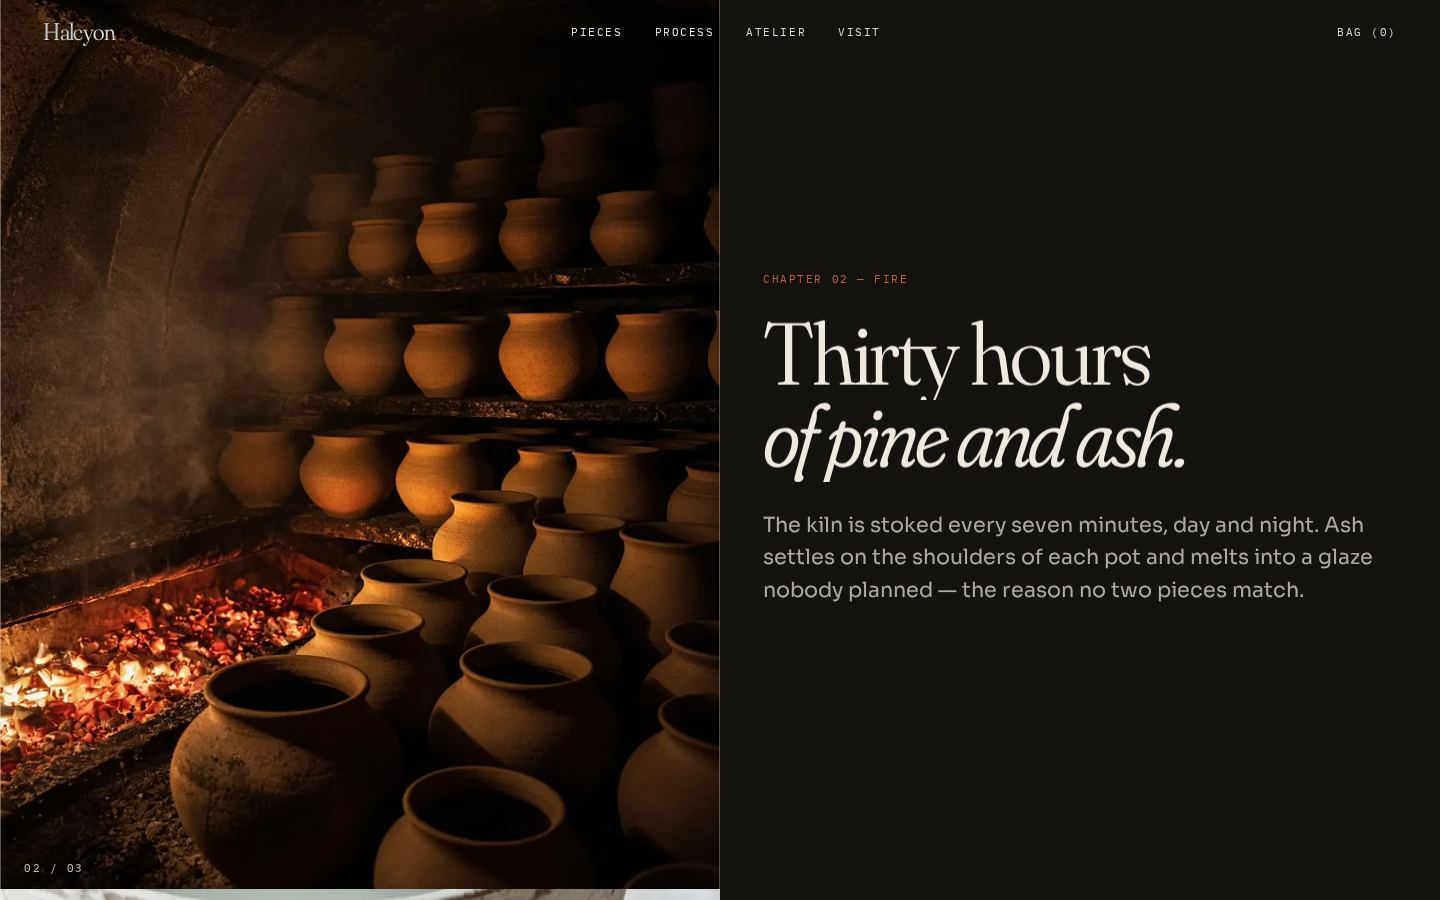 Halcyon
PIECES PROCESS ATELIER VISIT
BAG (0)
CHAPTER 02 — FIRE
Thirty hours
of pine and ash.
The kiln is stoked every seven minutes, day and night. Ash
settles on the shoulders of each pot and melts into a glaze
nobody planned — the reason no two pieces match.
02 / 03